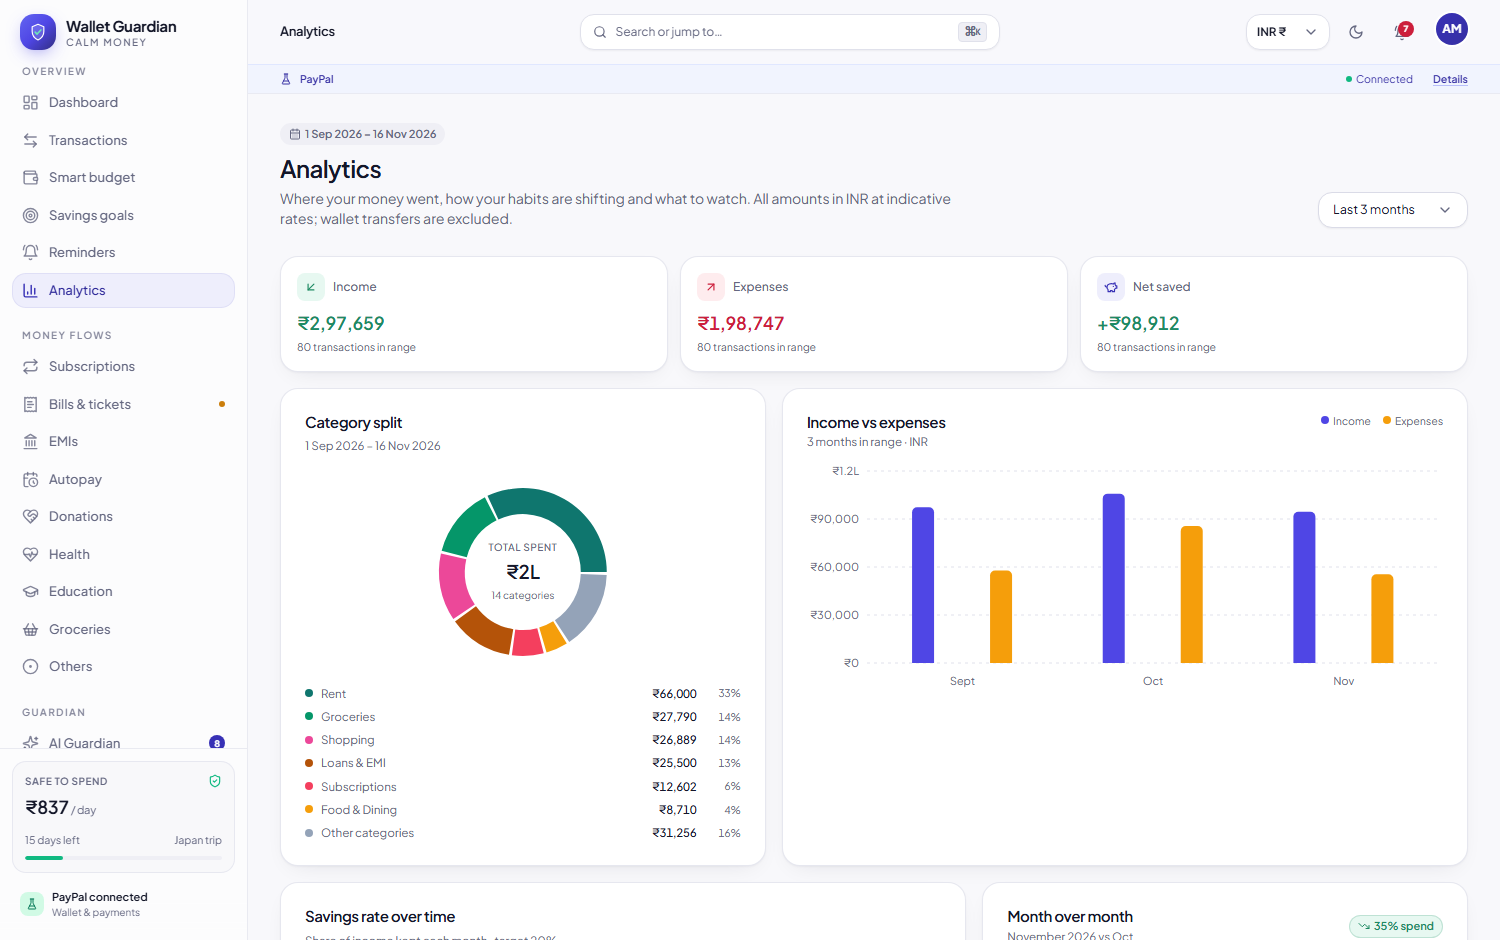 Wallet Guardian
CALM MONEY
OVERVIEW
Dashboard
Transactions
Smart budget
Savings goals
Reminders
Analytics
MONEY FLOWS
Subscriptions
Bills & tickets
EMIs
Autopay
Donations
Health
Education
Groceries
Others
GUARDIAN
AI Guardian 8
SAFE TO SPEND
₹837 / day
15 days left Japan trip
PayPal connected
Wallet & payments
Analytics
Search or jump to... ⌘K
INR ₹
7
AM
PayPal
Connected Details
1 Sep 2026 – 16 Nov 2026
Analytics
Where your money went, how your habits are shifting and what to watch. All amounts in INR at indicative
rates; wallet transfers are excluded.
Last 3 months
Income
₹2,97,659
80 transactions in range
Expenses
₹1,98,747
80 transactions in range
Net saved
+₹98,912
80 transactions in range
Category split
1 Sep 2026 – 16 Nov 2026
TOTAL SPENT
₹2L
14 categories
Rent ₹66,000 33%
Groceries ₹27,790 14%
Shopping ₹26,889 14%
Loans & EMI ₹25,500 13%
Subscriptions ₹12,602 6%
Food & Dining ₹8,710 4%
Other categories ₹31,256 16%
Income vs expenses
3 months in range · INR
Income Expenses
₹1.2L
₹90,000
₹60,000
₹30,000
₹0
Sept Oct Nov
Savings rate over time
Share of income kept each month, target 20%
Month over month
November 2026 vs Oct
35% spend